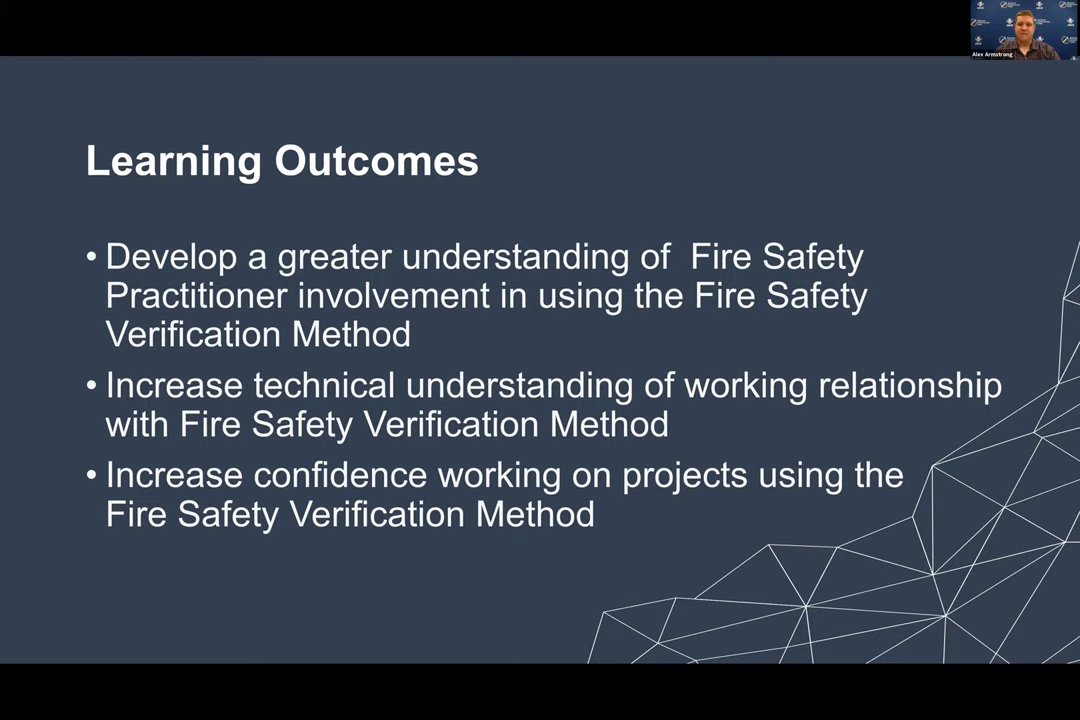 Alex Armstrong
Learning Outcomes
• Develop a greater understanding of  Fire Safety
Practitioner involvement in using the Fire Safety
Verification Method
• Increase technical understanding of working relationship
with Fire Safety Verification Method
• Increase confidence working on projects using the
Fire Safety Verification Method